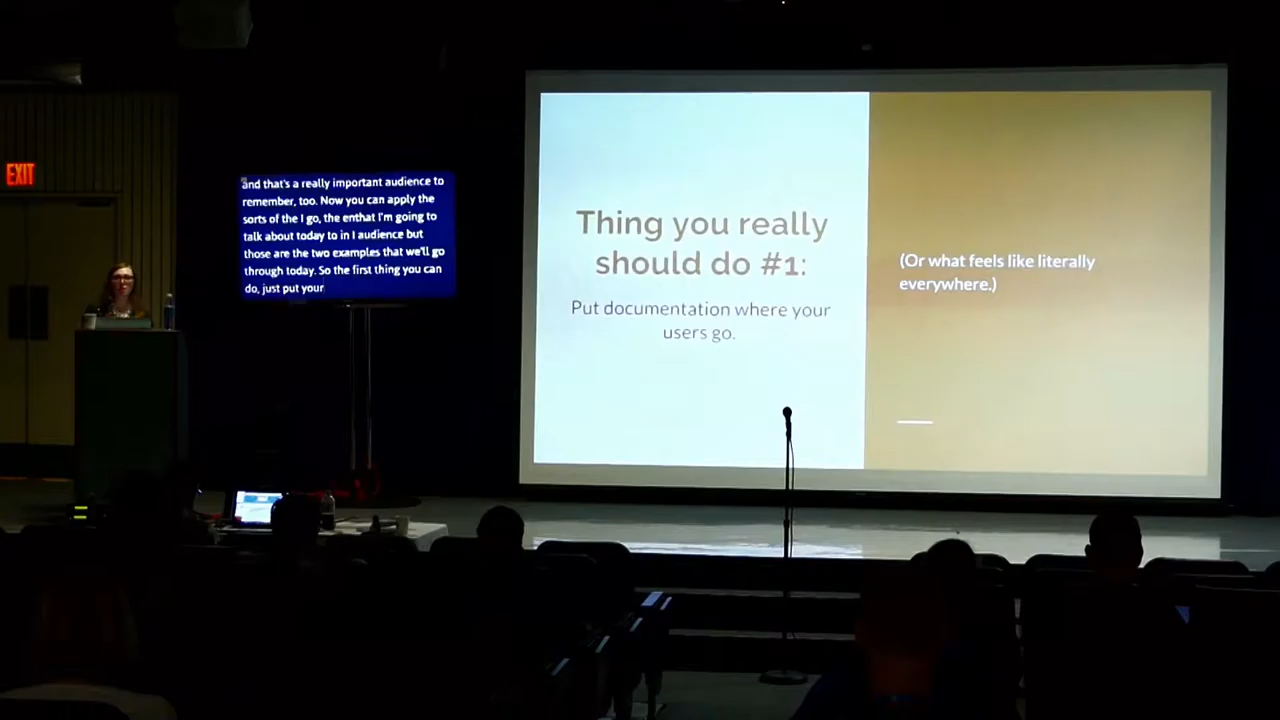 EXIT
and that's a really important audience to
remember, too. Now you can apply the
sorts of the I go, the enthat I'm going to
talk about today to in I audience but
those are the two examples that we'll go
through today. So the first thing you can
do, just put your
Thing you really
should do #1:
Put documentation where your
users go.
(Or what feels like literally
everywhere.)